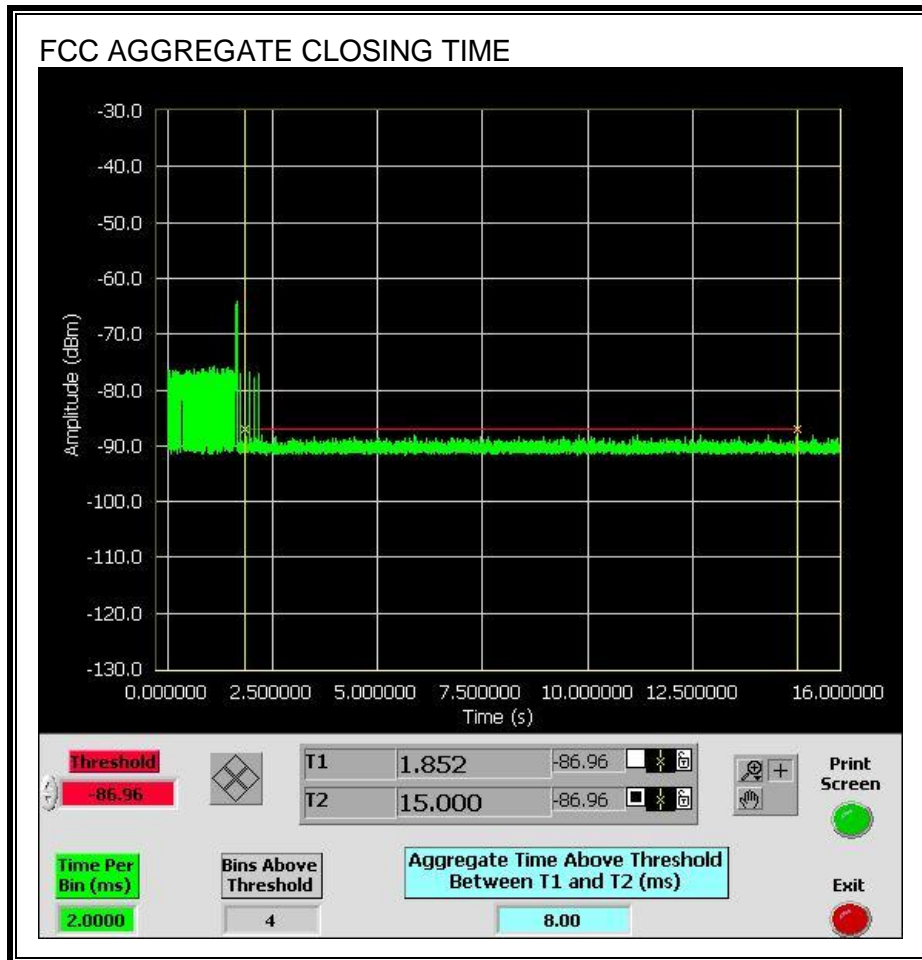 FCC AGGREGATE CLOSING TIME
-30.0
-40.0
-50.0
-60.0
-70.0
-80.0
-90.0
-100.0
-110.0
-120.0
-130.0
Amplitude (dBm)
0.000000 2.500000 5.000000 7.500000 10.000000 12.500000 16.000000
Time (s)
Threshold
-86.96
T1 1.852 -86.96
T2 15.000 -86.96
Print
Screen
Time Per
Bin (ms)
2.0000
Bins Above
Threshold
4
Aggregate Time Above Threshold
Between T1 and T2 (ms)
8.00
Exit